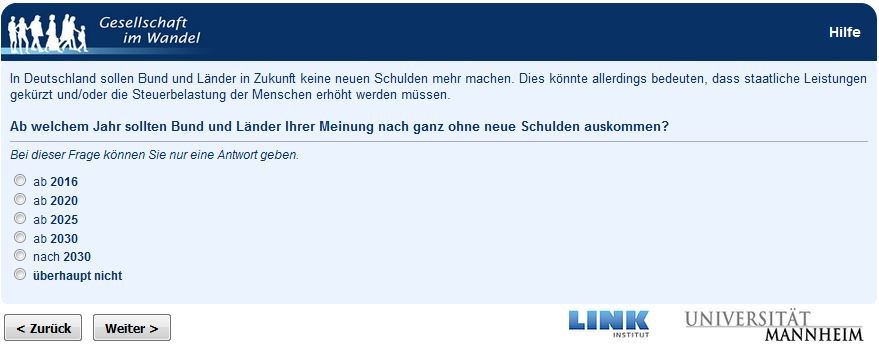 Gesellschaft
im Wandel
Hilfe
In Deutschland sollen Bund und Länder in Zukunft keine neuen Schulden mehr machen. Dies könnte allerdings bedeuten, dass staatliche Leistungen
gekürzt und/oder die Steuerbelastung der Menschen erhöht werden müssen.
Ab welchem Jahr sollten Bund und Länder Ihrer Meinung nach ganz ohne neue Schulden auskommen?
Bei dieser Frage können Sie nur eine Antwort geben.
ab 2016
ab 2020
ab 2025
ab 2030
nach 2030
überhaupt nicht
< Zurück
Weiter >
LINK
INSTITUT
UNIVERSITÄT
MANNHEIM